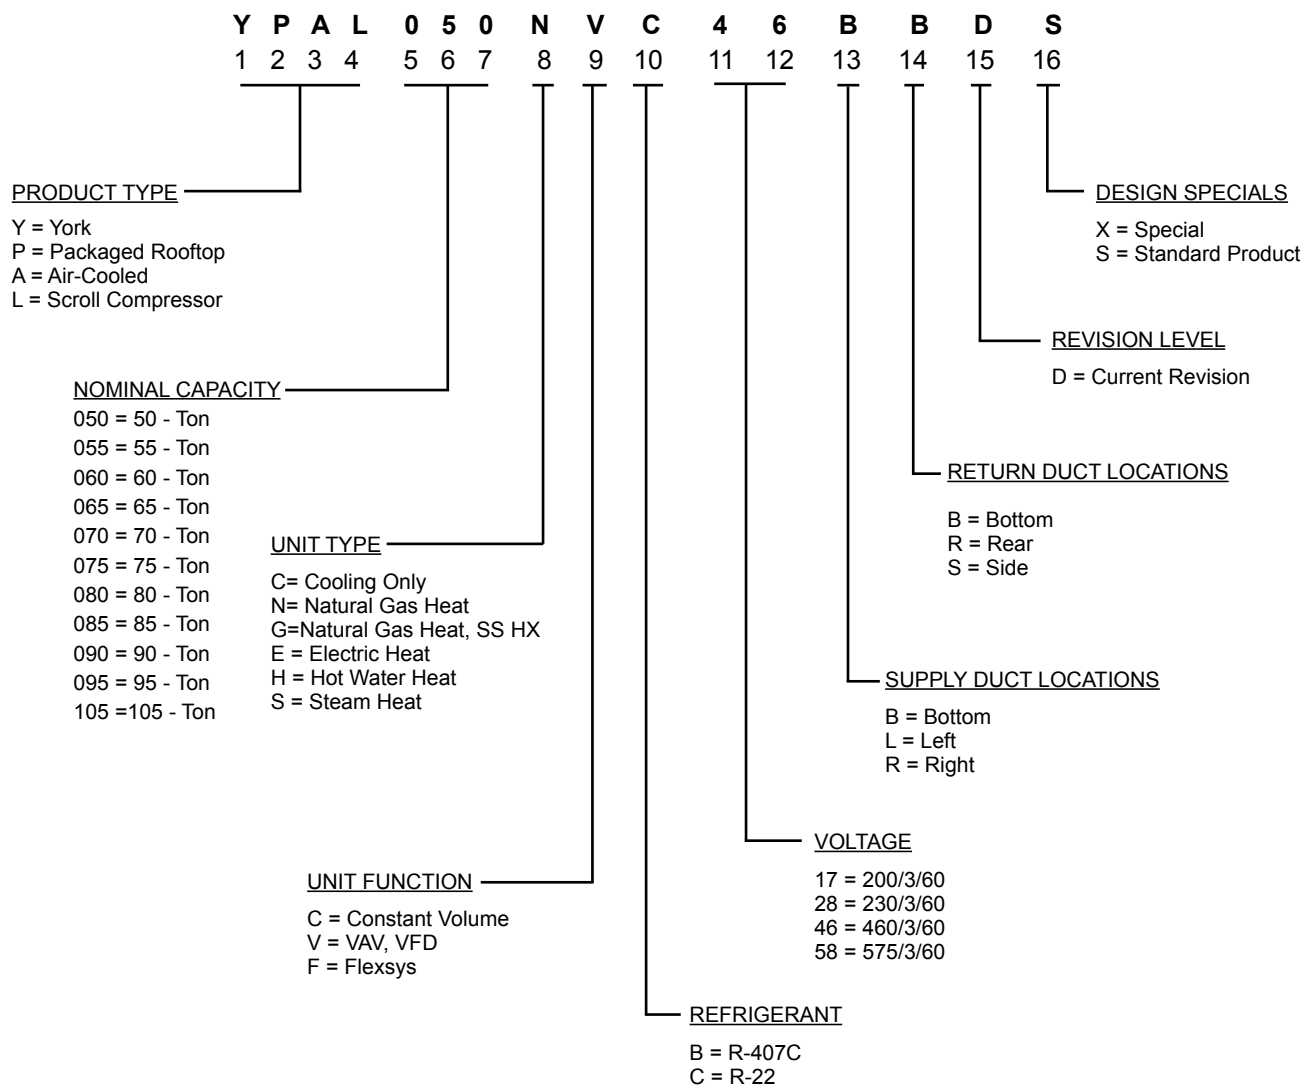 Y P A L 0 5 0 N V C 4 6 B B D S
1 2 3 4 5 6 7 8 9 10 11 12 13 14 15 16
PRODUCT TYPE
Y = York
P = Packaged Rooftop
A = Air-Cooled
L = Scroll Compressor
DESIGN SPECIALS
X = Special
S = Standard Product
REVISION LEVEL
D = Current Revision
NOMINAL CAPACITY
050 = 50 - Ton
055 = 55 - Ton
060 = 60 - Ton
065 = 65 - Ton
070 = 70 - Ton
075 = 75 - Ton
080 = 80 - Ton
085 = 85 - Ton
090 = 90 - Ton
095 = 95 - Ton
105 =105 - Ton
RETURN DUCT LOCATIONS
B = Bottom
R = Rear
S = Side
UNIT TYPE
C= Cooling Only
N= Natural Gas Heat
G=Natural Gas Heat, SS HX
E = Electric Heat
H = Hot Water Heat
S = Steam Heat
SUPPLY DUCT LOCATIONS
B = Bottom
L = Left
R = Right
VOLTAGE
17 = 200/3/60
28 = 230/3/60
46 = 460/3/60
58 = 575/3/60
UNIT FUNCTION
C = Constant Volume
V = VAV, VFD
F = Flexsys
REFRIGERANT
B = R-407C
C = R-22